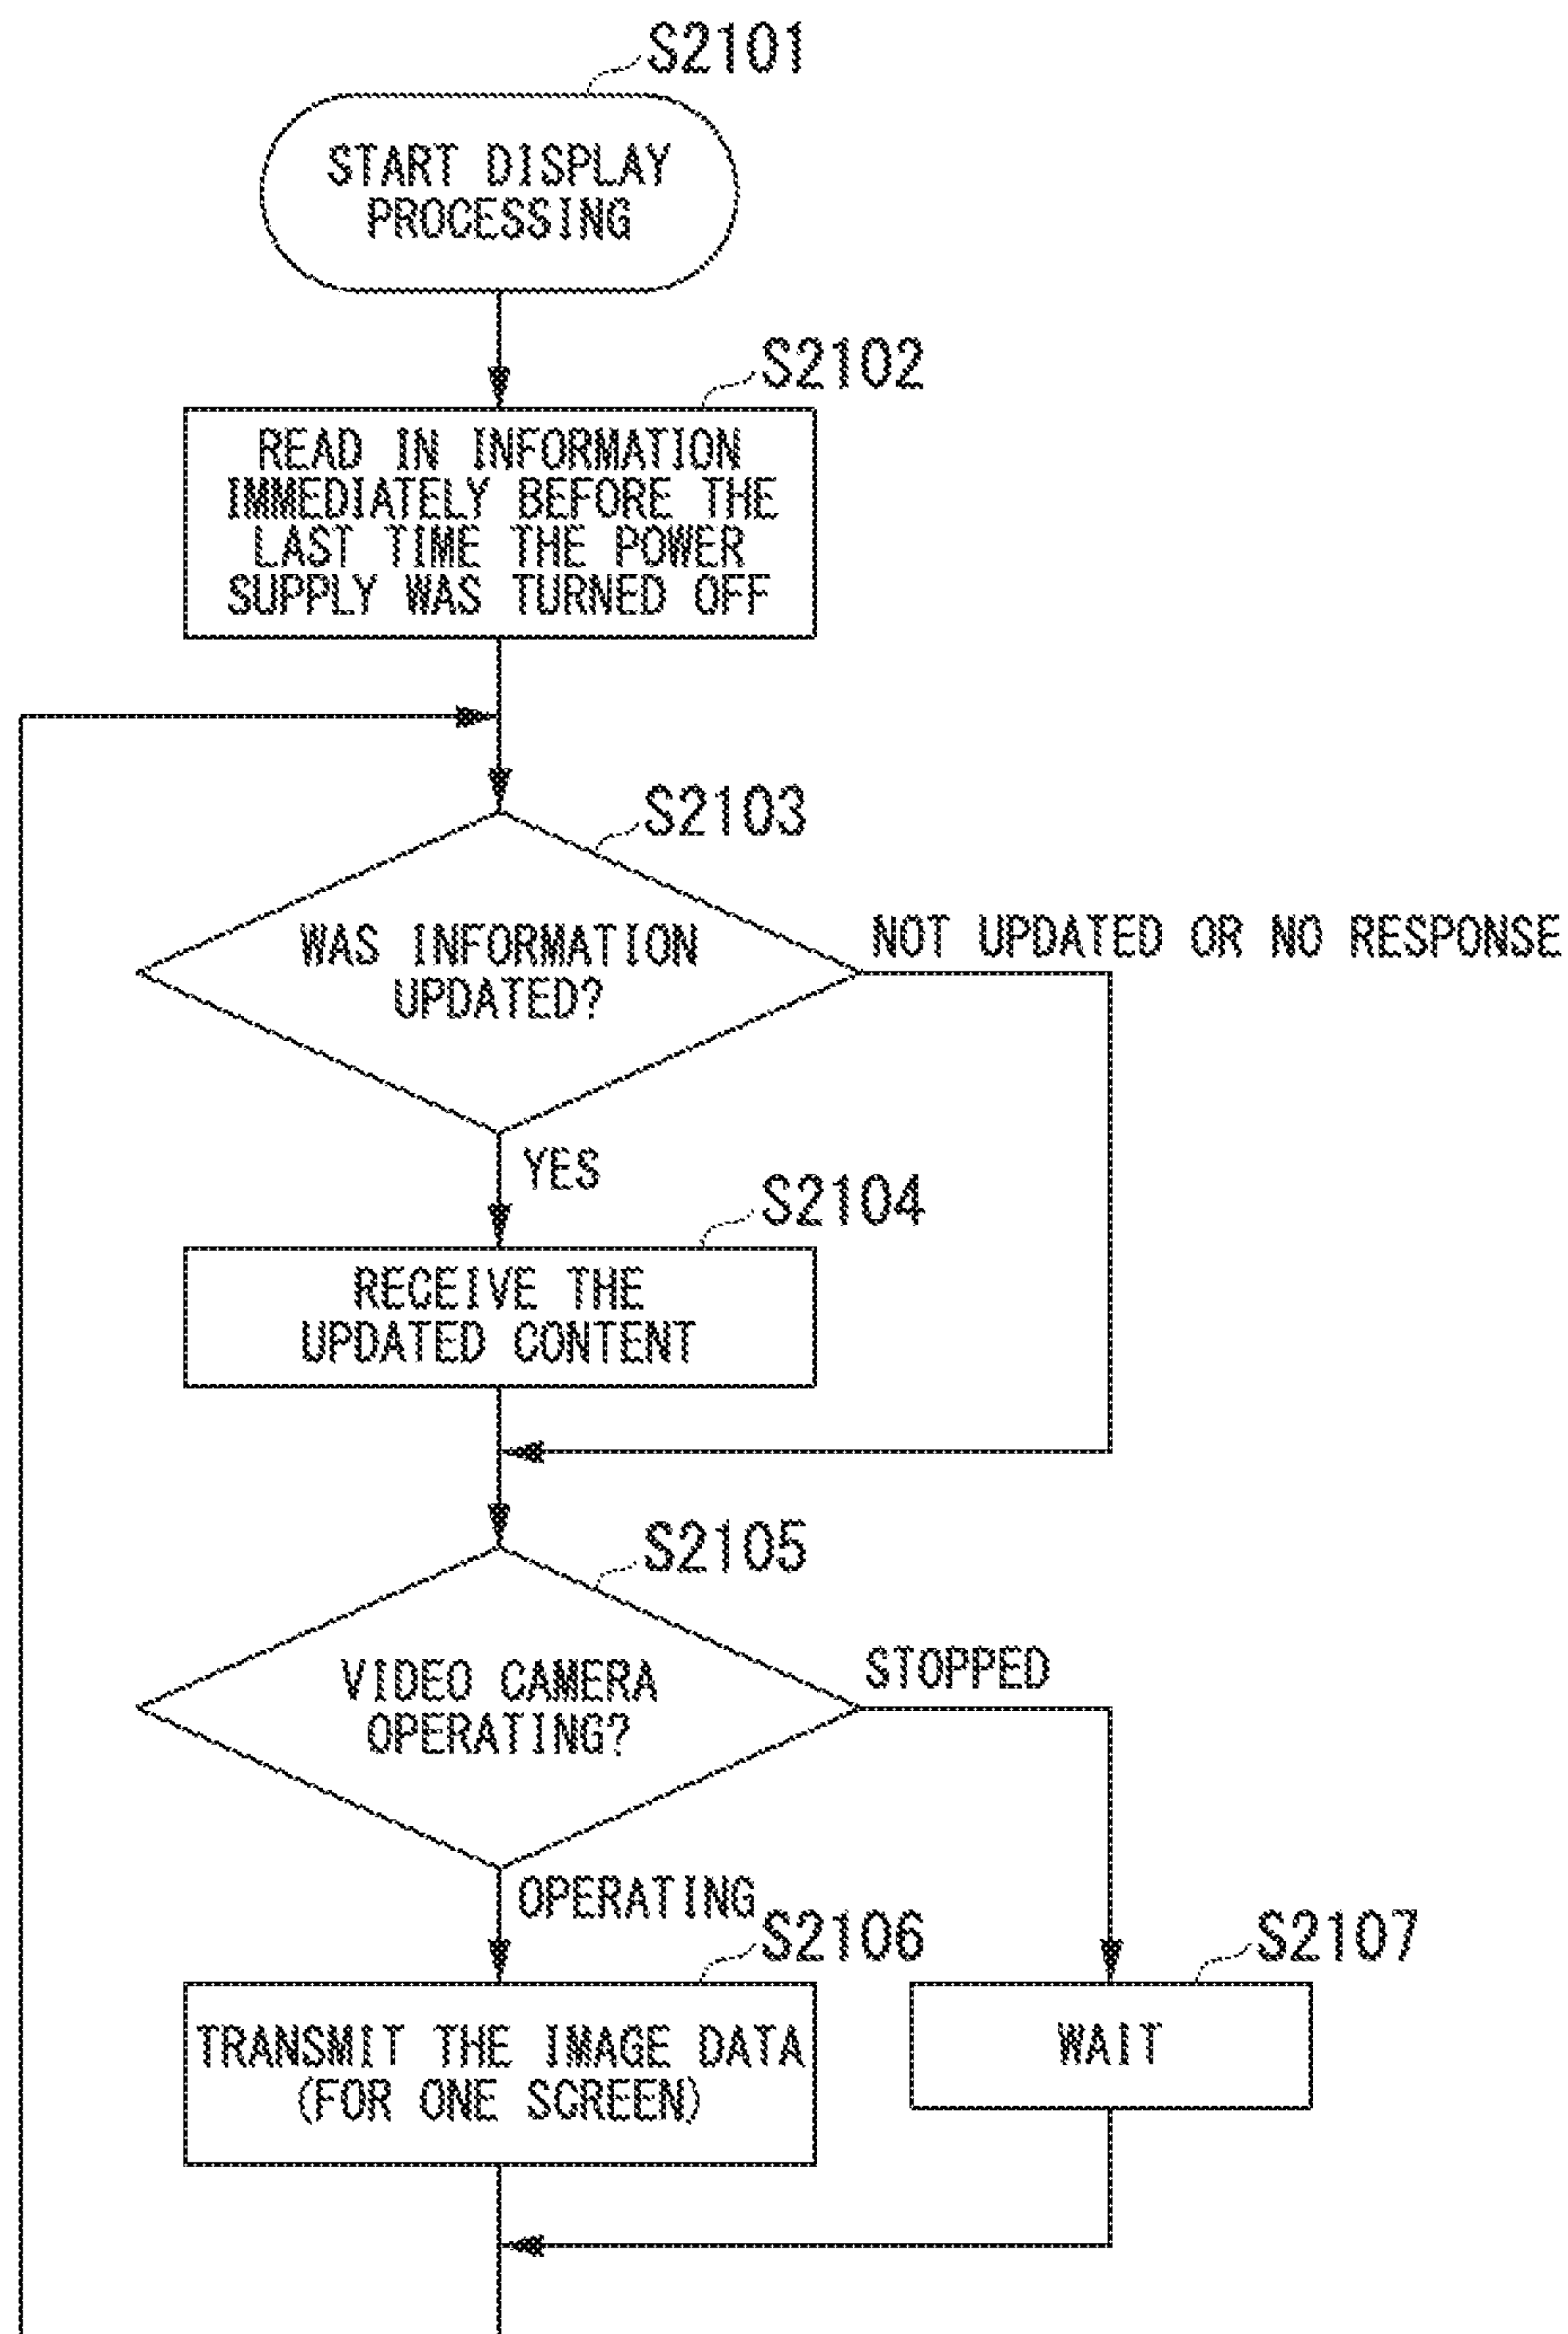 S2101
START DISPLAY
PROCESSING
S2102
READ IN INFORMATION
IMMEDIATELY BEFORE THE
LAST TIME THE POWER
SUPPLY WAS TURNED OFF
S2103
WAS INFORMATION
UPDATED?
NOT UPDATED OR NO RESPONSE
YES
S2104
RECEIVE THE
UPDATED CONTENT
S2105
VIDEO CAMERA
OPERATING?
STOPPED
OPERATING
S2106
TRANSMIT THE IMAGE DATA
(FOR ONE SCREEN)
S2107
WAIT